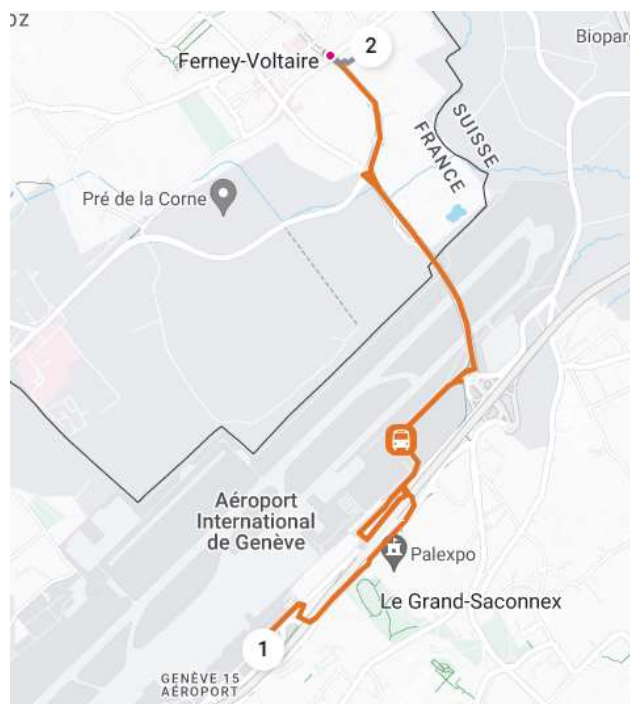 OZ
2
Ferney-Voltaire
Biopar
SUISSE
FRANCE
Pré de la Corne
Aéroport
International
de Genève
Palexpo
Le Grand-Saconnex
1
GENÈVE 15
AÉROPORT